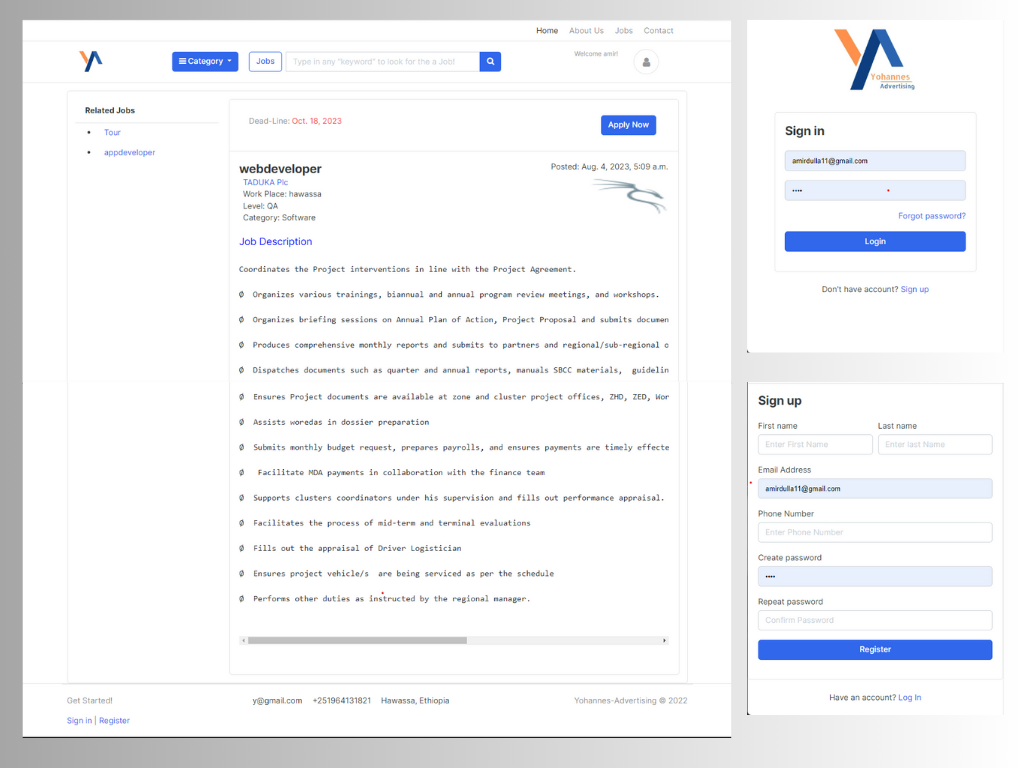 Home About Us Jobs Contact
Category Jobs Type in any "keyword" to look for the a Job! Welcome amir!
Related Jobs
Tour
appdeveloper
Dead-Line: Oct. 18, 2023
Apply Now
webdeveloper
Posted: Aug. 4, 2023, 5:09 a.m.
TADUKA Plc
Work Place: hawassa
Level: QA
Category: Software
Job Description
Coordinates the Project interventions in line with the Project Agreement.
Ø Organizes various trainings, biannual and annual program review meetings, and workshops.
Ø Organizes briefing sessions on Annual Plan of Action, Project Proposal and submits documen
Ø Produces comprehensive monthly reports and submits to partners and regional/sub-regional o
Ø Dispatches documents such as quarter and annual reports, manuals SBCC materials, guidelin
Ø Ensures Project documents are available at zone and cluster project offices, ZHD, ZED, Wor
Ø Assists woredas in dossier preparation
Ø Submits monthly budget request, prepares payrolls, and ensures payments are timely effecte
Ø Facilitate MDA payments in collaboration with the finance team
Ø Supports clusters coordinators under his supervision and fills out performance appraisal.
Ø Facilitates the process of mid-term and terminal evaluations
Ø Fills out the appraisal of Driver Logistician
Ø Ensures project vehicle/s are being serviced as per the schedule
Ø Performs other duties as instructed by the regional manager.
Get Started!
Sign in | Register
y@gmail.com +251964131821 Hawassa, Ethiopia
Yohannes-Advertising © 2022
YA
Yohannes
Advertising
Sign in
amirdulla11@gmail.com
••••
Forgot password?
Login
Don't have account? Sign up
Sign up
First name Last name
Enter First Name Enter last Name
Email Address
amirdulla11@gmail.com
Phone Number
Enter Phone Number
Create password
••••
Repeat password
Confirm Password
Register
Have an account? Log In